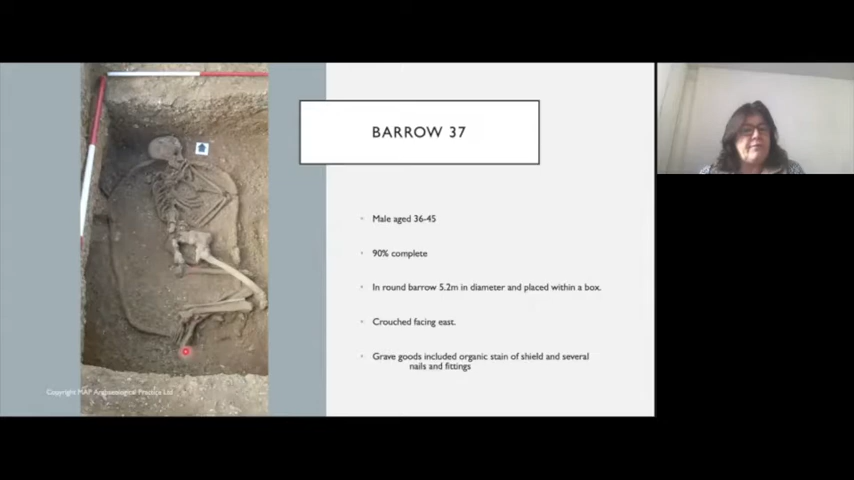 BARROW 37
• Male aged 36-45
• 90% complete
• In round barrow 5.2m in diameter and placed within a box.
• Crouched facing east.
• Grave goods included organic stain of shield and several
nails and fittings
Copyright MAP Archaeological Practice Ltd